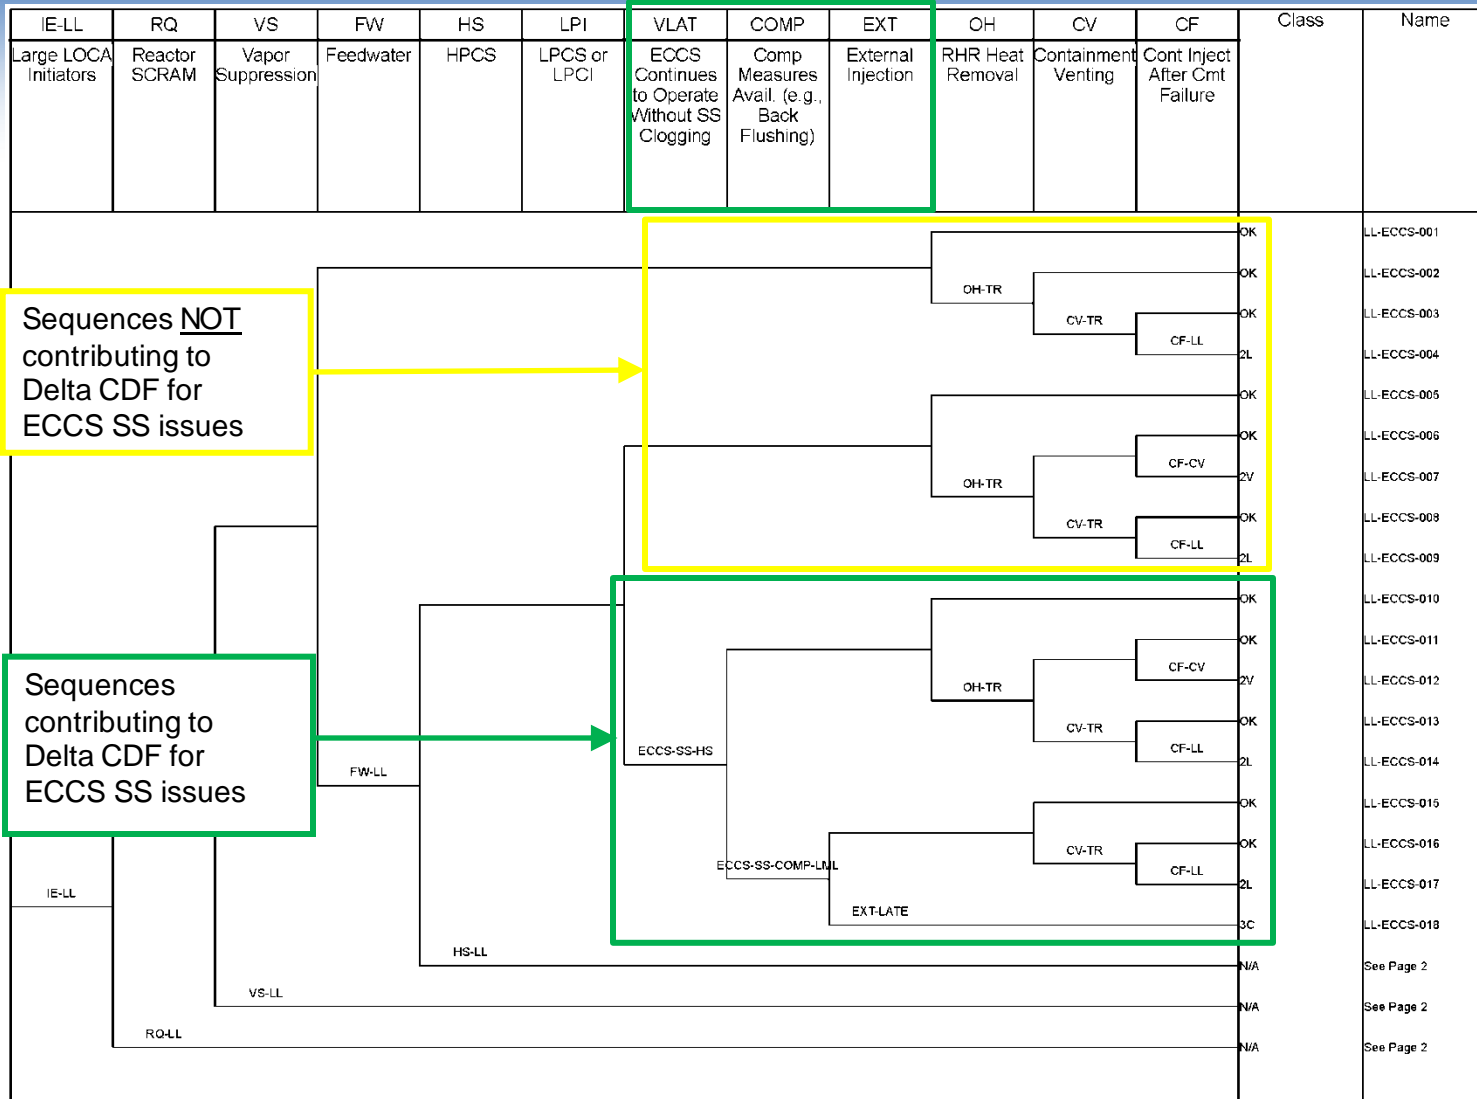 IE-LL RQ VS FW HS LPI VLAT COMP EXT OH CV CF Class Name
Large LOCA Initiators
Reactor SCRAM
Vapor Suppression
Feedwater
HPCS
LPCS or LPCI
ECCS Continues to Operate Without SS Clogging
Comp Measures Avail. (e.g., Back Flushing)
External Injection
RHR Heat Removal
Containment Venting
Cont Inject After Cmt Failure
OK LL-ECCS-001
OK LL-ECCS-002
OH-TR
CV-TR
OK LL-ECCS-003
CF-LL
2L LL-ECCS-004
Sequences NOT
contributing to
Delta CDF for
ECCS SS issues
OK LL-ECCS-005
OK LL-ECCS-006
CF-CV
2V LL-ECCS-007
OH-TR
OK LL-ECCS-008
CV-TR
CF-LL
2L LL-ECCS-009
OK LL-ECCS-010
OK LL-ECCS-011
CF-CV
2V LL-ECCS-012
OH-TR
Sequences
contributing to
Delta CDF for
ECCS SS issues
OK LL-ECCS-013
CV-TR
CF-LL
ECCS-SS-HS
2L LL-ECCS-014
FW-LL
OK LL-ECCS-015
OK LL-ECCS-016
CV-TR
ECCS-SS-COMP-LML
CF-LL
2L LL-ECCS-017
IE-LL
EXT-LATE
3C LL-ECCS-018
HS-LL
N/A See Page 2
VS-LL
N/A See Page 2
RQ-LL
N/A See Page 2